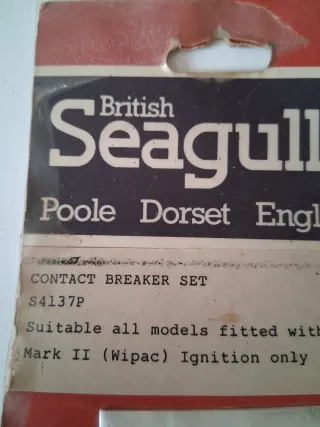 British
Seagull
Poole Dorset Engl
CONTACT BREAKER SET
S4137P
Suitable all models fitted with
Mark II (Wipac) Ignition only